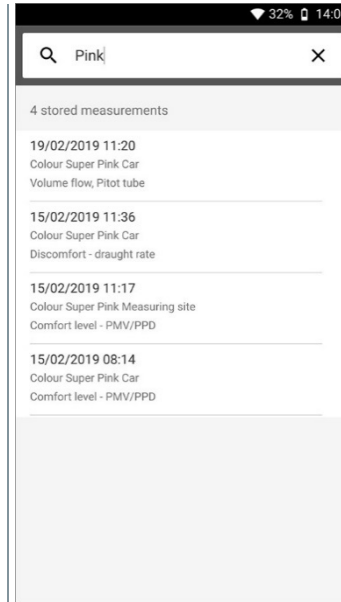 32% 14:0
Pink
4 stored measurements
19/02/2019 11:20
Colour Super Pink Car
Volume flow, Pitot tube
15/02/2019 11:36
Colour Super Pink Car
Discomfort - draught rate
15/02/2019 11:17
Colour Super Pink Measuring site
Comfort level - PMV/PPD
15/02/2019 08:14
Colour Super Pink Car
Comfort level - PMV/PPD